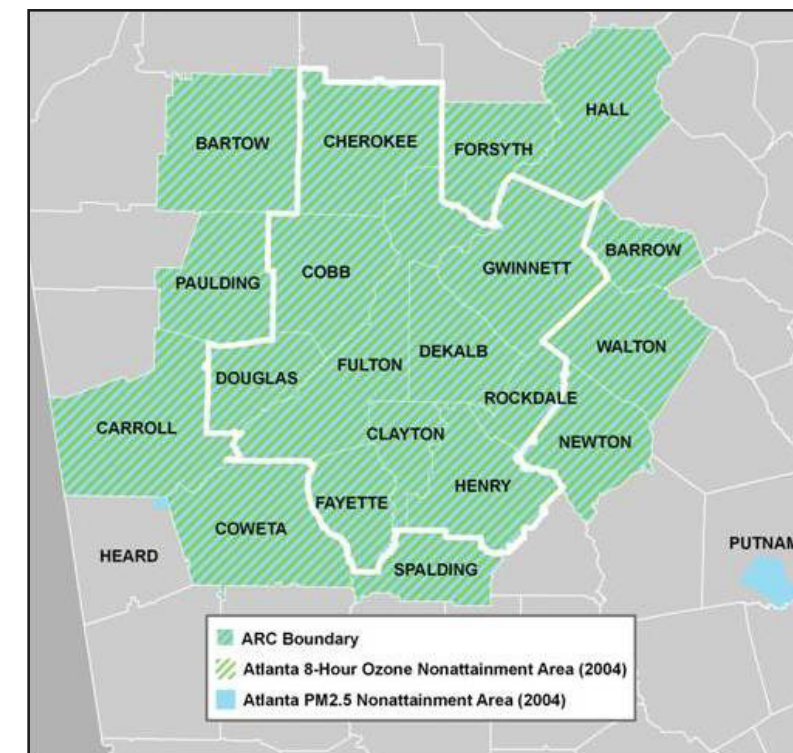 HALL
BARTOW
CHEROKEE
FORSYTH
BARROW
GWINNETT
COBB
PAULDING
WALTON
DEKALB
FULTON
DOUGLAS
ROCKDALE
CARROLL
CLAYTON
NEWTON
HENRY
FAYETTE
COWETA
PUTNAM
HEARD
SPALDING
ARC Boundary
Atlanta 8-Hour Ozone Nonattainment Area (2004)
Atlanta PM2.5 Nonattainment Area (2004)